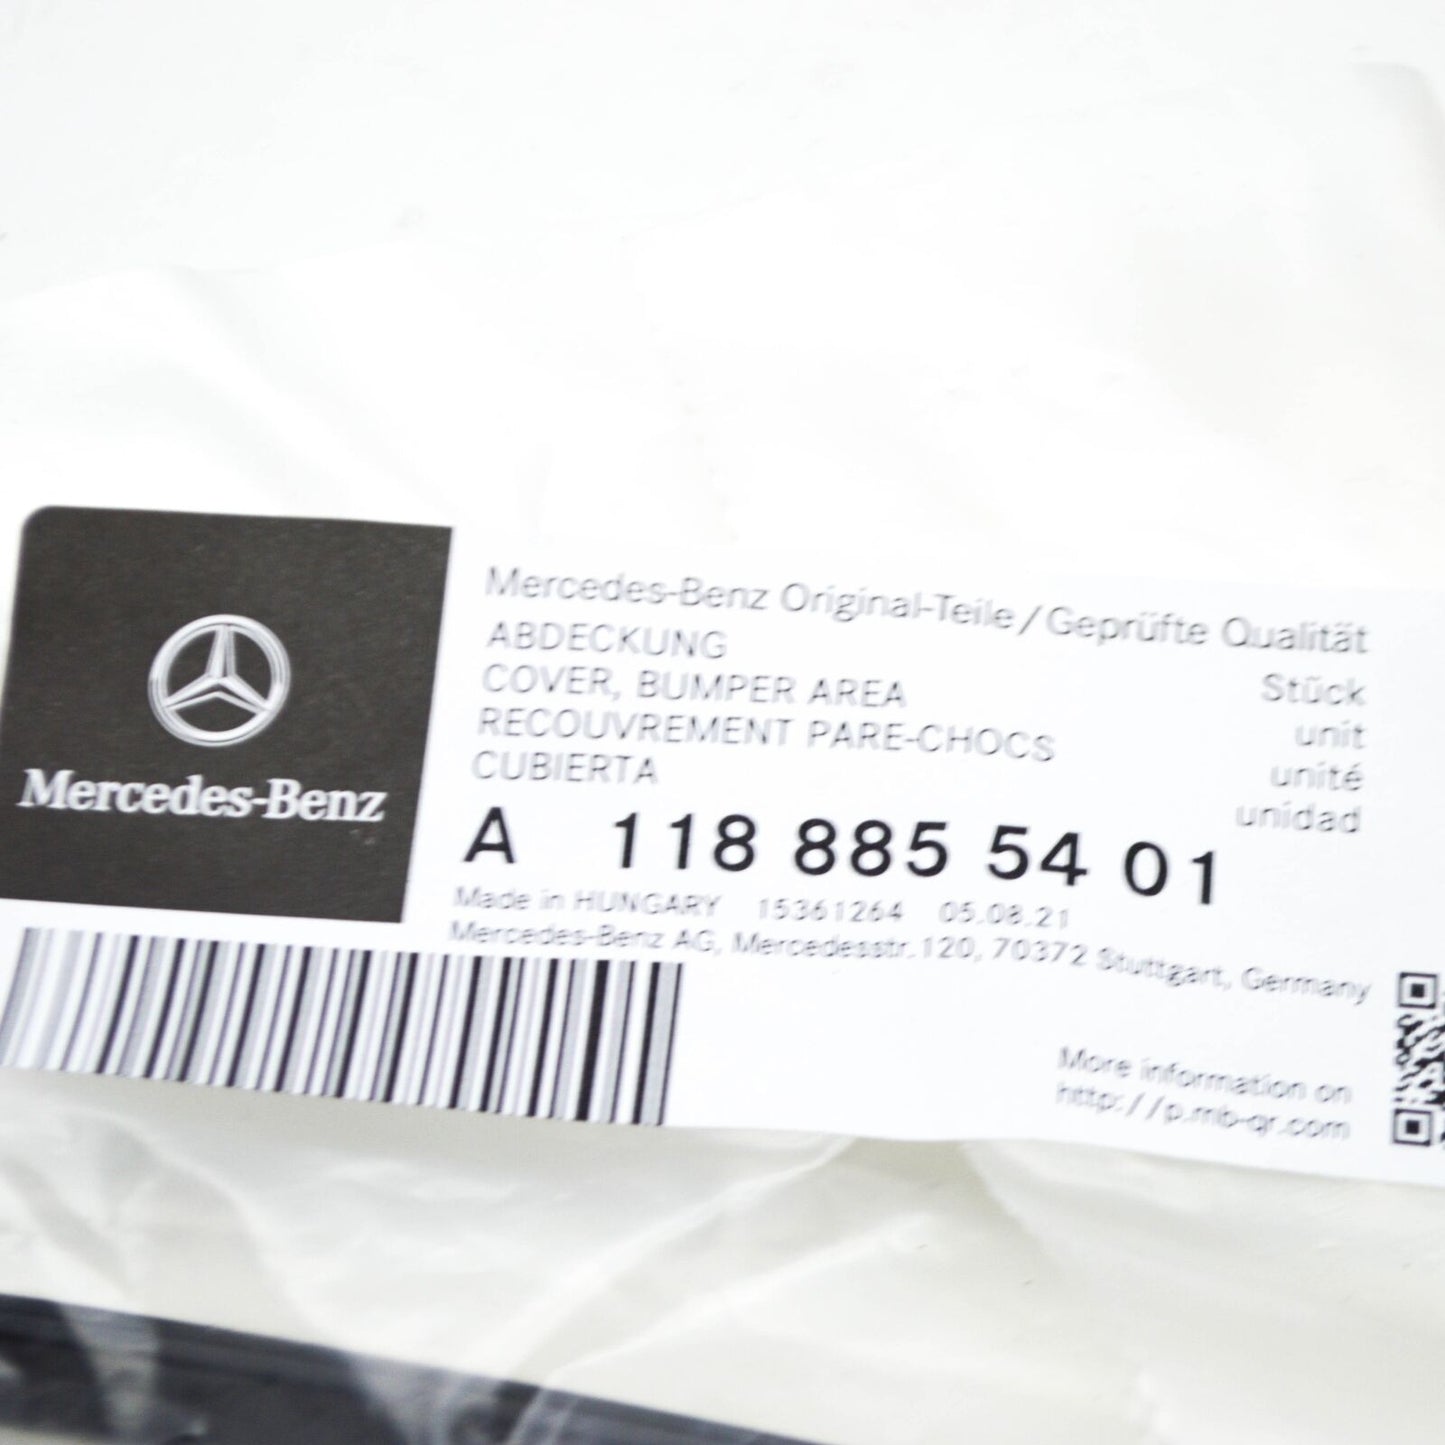 Mercedes-Benz
Mercedes-Benz Original-Teile / Geprüfte Qualität
ABDECKUNG
COVER, BUMPER AREA
RECOUVREMENT PARE-CHOCS
CUBIERTA
Stück
unit
unité
unidad
A 118 885 54 01
Made in HUNGARY 15361264 05.08.21
Mercedes-Benz AG, Mercedesstr. 120, 70372 Stuttgart, Germany
More information on
http://p.mb-qr.com